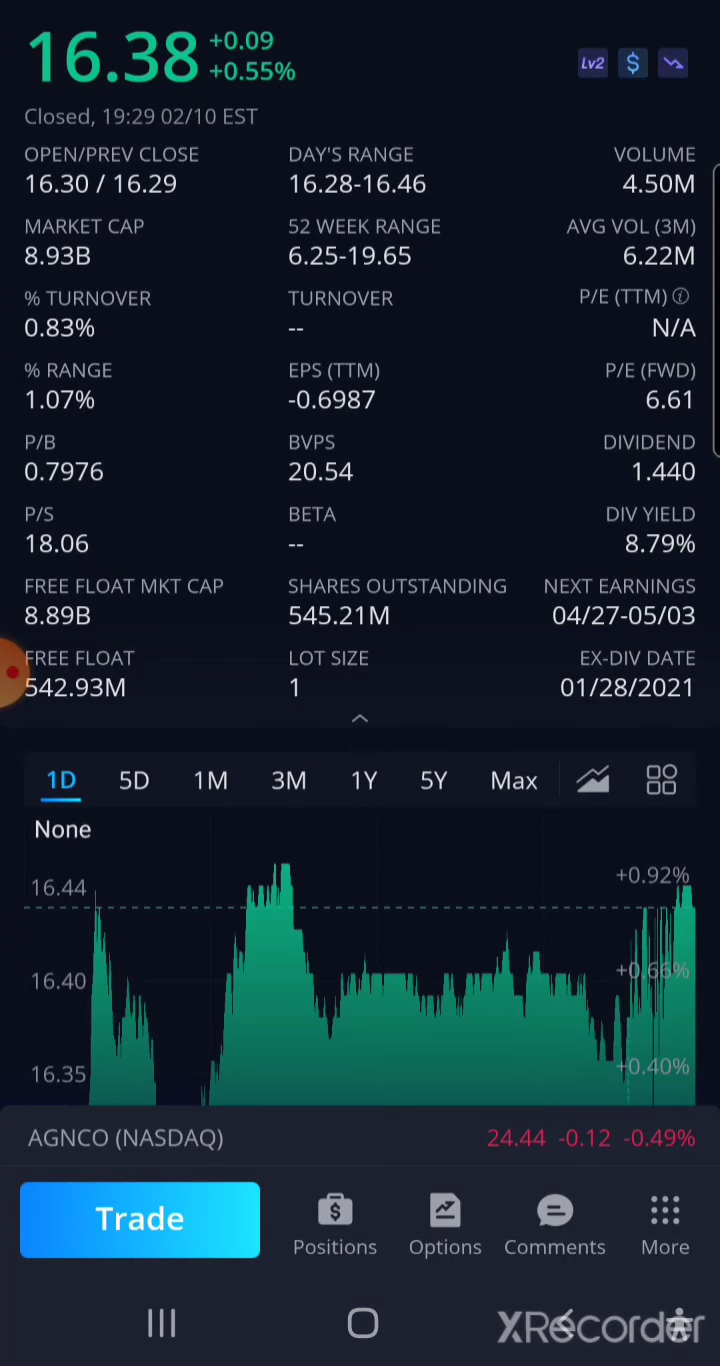 16.38 +0.09
+0.55%
Lv2 $
Closed, 19:29 02/10 EST
OPEN/PREV CLOSE DAY'S RANGE VOLUME
16.30 / 16.29 16.28-16.46 4.50M
MARKET CAP 52 WEEK RANGE AVG VOL (3M)
8.93B 6.25-19.65 6.22M
% TURNOVER TURNOVER P/E (TTM)
0.83% -- N/A
% RANGE EPS (TTM) P/E (FWD)
1.07% -0.6987 6.61
P/B BVPS DIVIDEND
0.7976 20.54 1.440
P/S BETA DIV YIELD
18.06 -- 8.79%
FREE FLOAT MKT CAP SHARES OUTSTANDING NEXT EARNINGS
8.89B 545.21M 04/27-05/03
FREE FLOAT LOT SIZE EX-DIV DATE
542.93M 1 01/28/2021
1D 5D 1M 3M 1Y 5Y Max
None
16.44 +0.92%
16.40 +0.66%
16.35 +0.40%
AGNCO (NASDAQ) 24.44 -0.12 -0.49%
Trade Positions Options Comments More
XRecorder